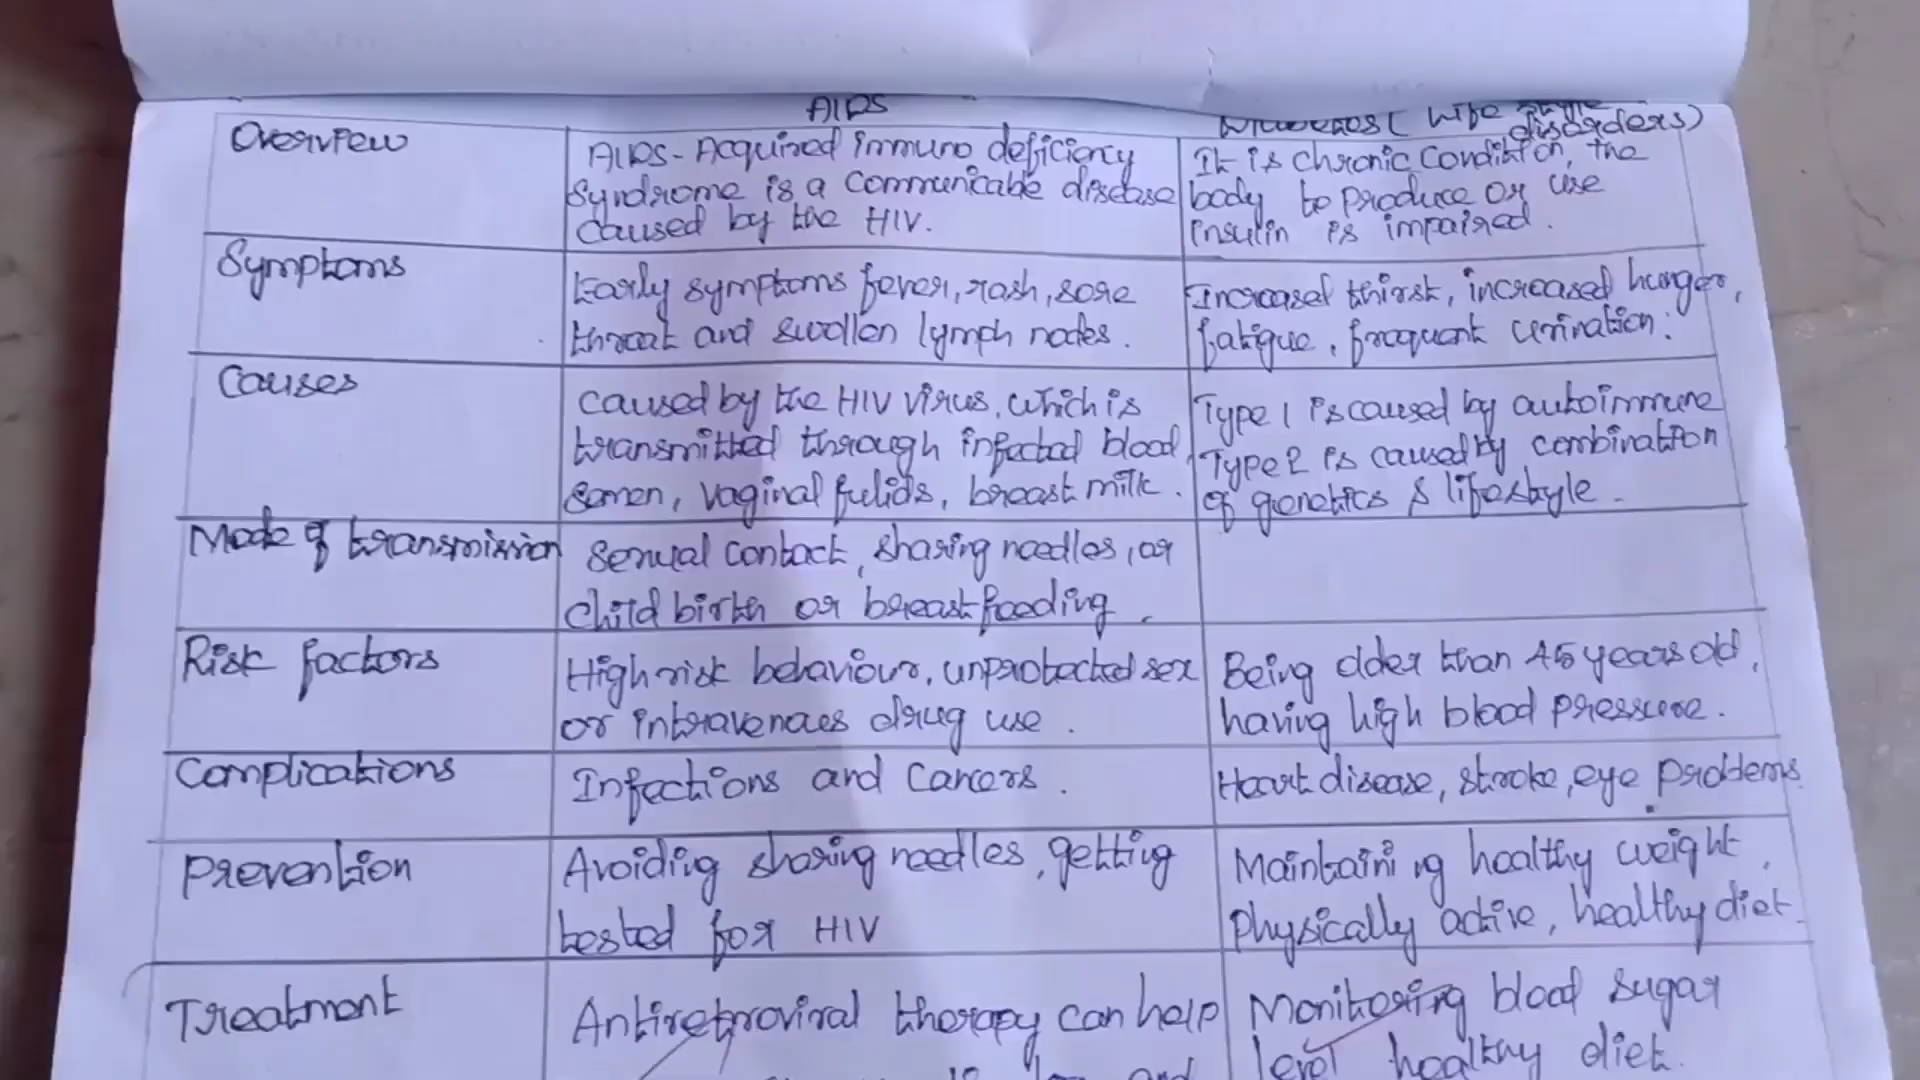 AIDS
Diabetes ( Life style disorders)
Overview
AIDS - Acquired immuno deficiency
Syndrome is a communicable disease
caused by the HIV.
It is chronic condition, the
body to produce or use
insulin is impaired.
Symptoms
Early symptoms fever, rash, sore
throat and swollen lymph nodes.
Increased thirst, increased hunger,
fatigue, frequent urination.
Causes
Caused by the HIV virus, which is
transmitted through infected blood,
semen, vaginal fulids, breast milk.
Type 1 is caused by autoimmune
Type 2 is caused by combination
of genetics & lifestyle.
Mode of transmission
Sexual contact, sharing needles, or
child birth or breastfeeding.
Risk factors
High risk behaviour, unprotected sex
or intravenoes drug use.
Being older than 45 years old,
having high blood pressure.
Complications
Infections and cancers.
Heart disease, stroke, eye problems.
Prevention
Avoiding sharing needles, getting
tested for HIV
Maintaining healthy weight,
physically active, healthy diet.
Treatment
Antiretroviral therapy can help
and
Monitoring blood sugar
level healthy diet.